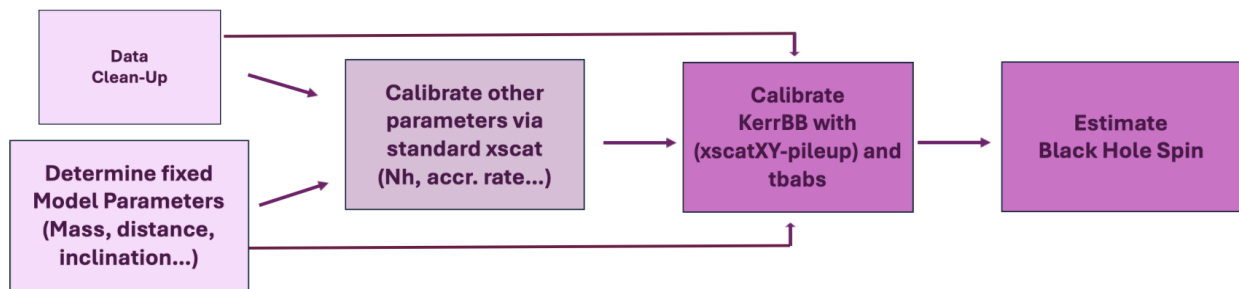 Data
Clean-Up
Determine fixed
Model Parameters
(Mass, distance,
inclination...)
Calibrate other
parameters via
standard xscat
(Nh, accr. rate...)
Calibrate
KerrBB with
(xscatXY-pileup) and
tbabs
Estimate
Black Hole Spin